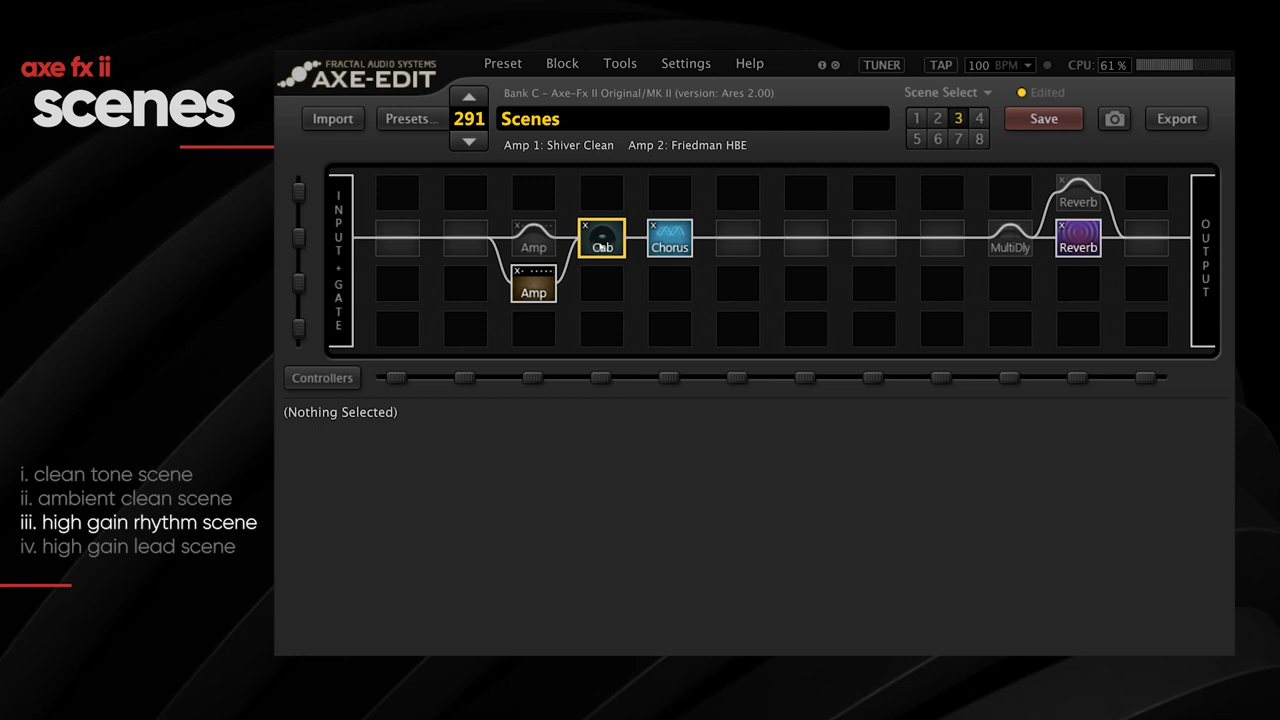 axe fx ii
scenes
i. clean tone scene
ii. ambient clean scene
iii. high gain rhythm scene
iv. high gain lead scene
FRACTAL AUDIO SYSTEMS
AXE-EDIT
Preset Block Tools Settings Help
TUNER TAP 100 BPM CPU: 61 %
Bank C – Axe-Fx II Original/MK II (version: Ares 2.00)
Scene Select Edited
Import Presets... 291 Scenes
1 2 3 4
5 6 7 8
Save Export
Amp 1: Shiver Clean Amp 2: Friedman HBE
INPUT + GATE
X Reverb
X Amp
X Cab
X Chorus
MultiDly
X Reverb
X Amp
OUTPUT
Controllers
(Nothing Selected)